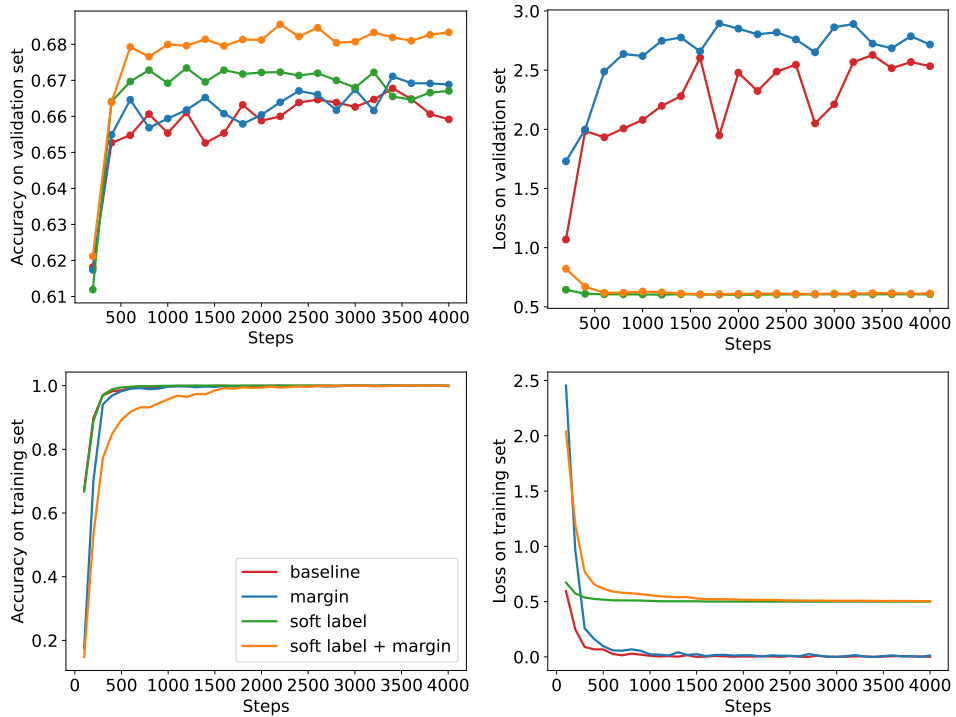 Accuracy on validation set
0.68
0.67
0.66
0.65
0.64
0.63
0.62
0.61
500 1000 1500 2000 2500 3000 3500 4000
Steps
Loss on validation set
3.0
2.5
2.0
1.5
1.0
0.5
500 1000 1500 2000 2500 3000 3500 4000
Steps
Accuracy on training set
1.0
0.8
0.6
0.4
0.2
0 500 1000 1500 2000 2500 3000 3500 4000
Steps
baseline
margin
soft label
soft label + margin
Loss on training set
2.5
2.0
1.5
1.0
0.5
0.0
0 500 1000 1500 2000 2500 3000 3500 4000
Steps